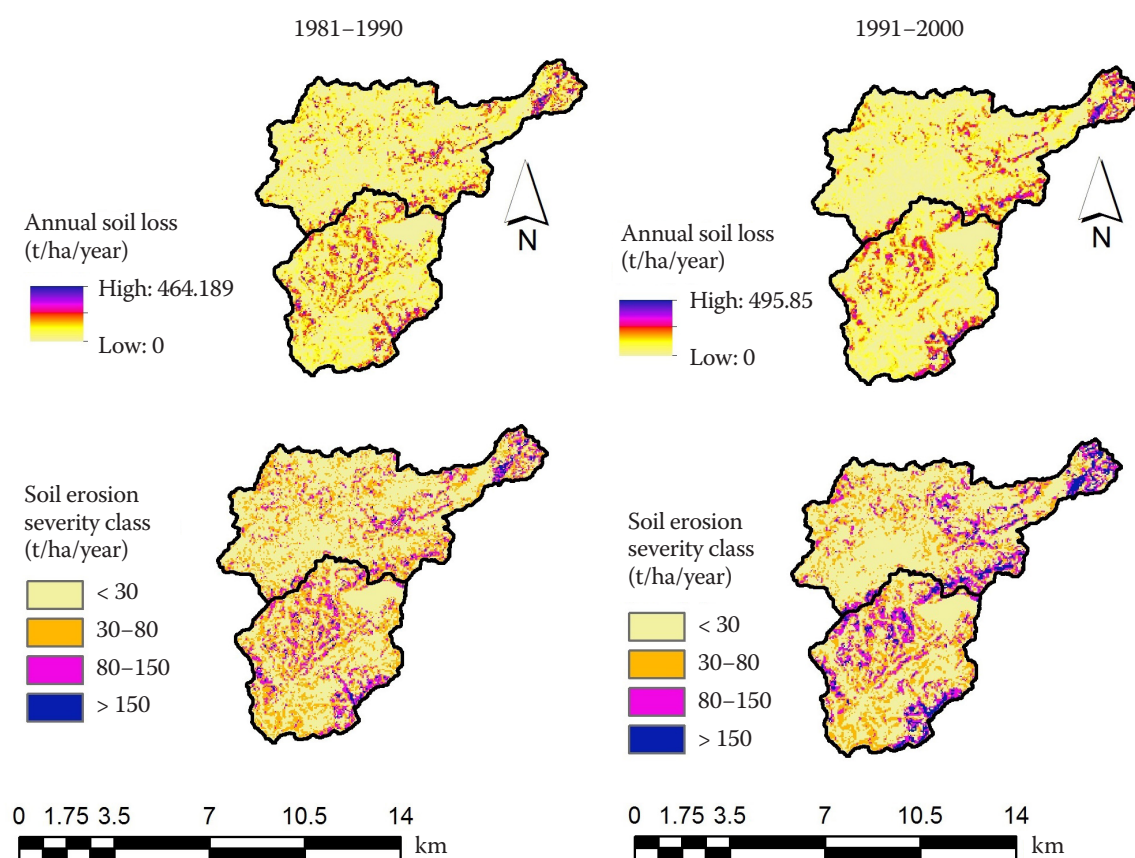 1981–1990
1991–2000
N
Annual soil loss
(t/ha/year)
High: 464.189
Low: 0
N
Annual soil loss
(t/ha/year)
High: 495.85
Low: 0
Soil erosion
severity class
(t/ha/year)
< 30
30–80
80–150
> 150
Soil erosion
severity class
(t/ha/year)
< 30
30–80
80–150
> 150
0 1.75 3.5 7 10.5 14
km
0 1.75 3.5 7 10.5 14
km